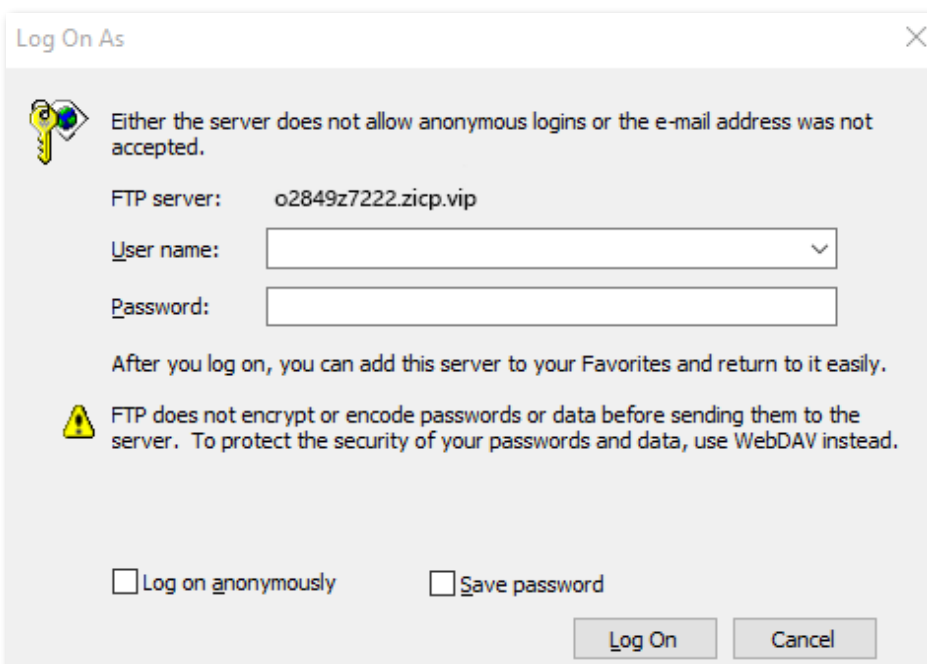 Log On As
Either the server does not allow anonymous logins or the e-mail address was not
accepted.
FTP server: o2849z7222.zicp.vip
User name:
Password:
After you log on, you can add this server to your Favorites and return to it easily.
FTP does not encrypt or encode passwords or data before sending them to the
server. To protect the security of your passwords and data, use WebDAV instead.
Log on anonymously Save password
Log On Cancel